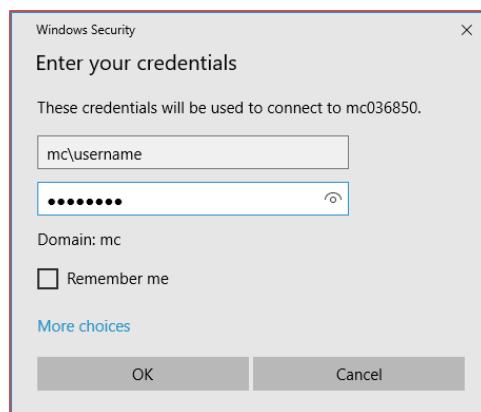 Windows Security
Enter your credentials
These credentials will be used to connect to mc036850.
mc\username
●●●●●●●●
Domain: mc
Remember me
More choices
OK
Cancel